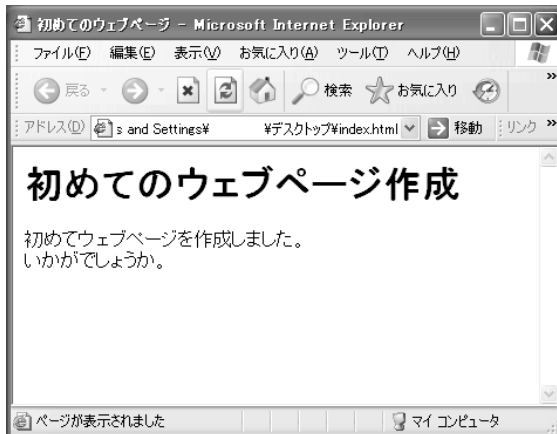 初めてのウェブページ - Microsoft Internet Explorer
ファイル(F) 編集(E) 表示(V) お気に入り(A) ツール(T) ヘルプ(H)
戻る 検索 お気に入り »
アドレス(D) s and Settings¥ ¥デスクトップ¥index.html 移動 リンク »
初めてのウェブページ作成
初めてウェブページを作成しました。
いかがでしょうか。
ページが表示されました マイ コンピュータ